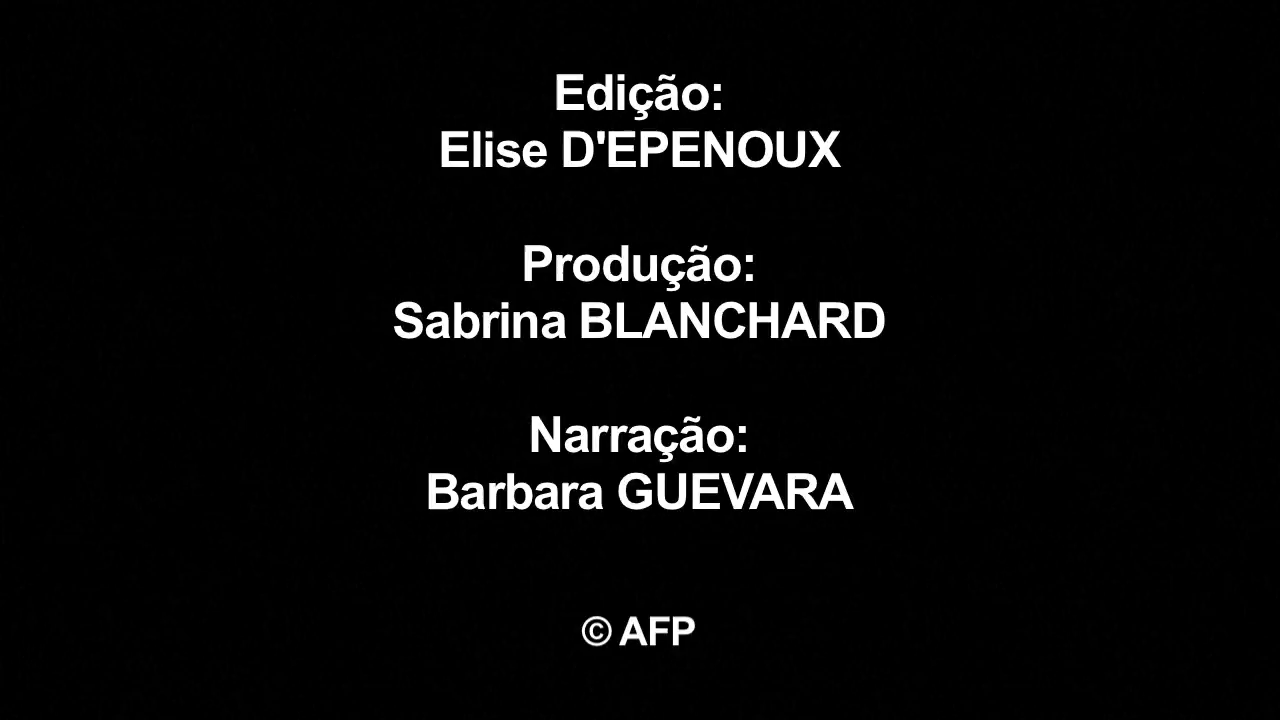 Edição:
Elise D'EPENOUX
Produção:
Sabrina BLANCHARD
Narração:
Barbara GUEVARA
© AFP